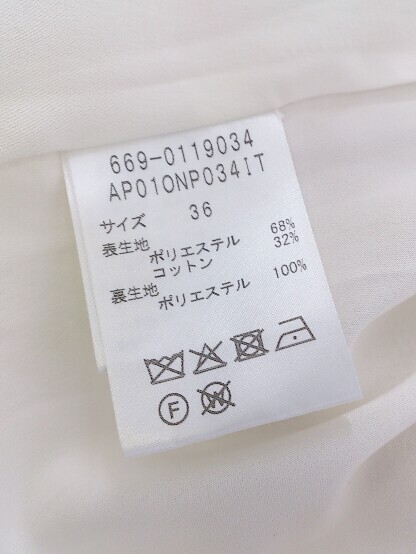 669-0119034
AP010NP034IT
サイズ 36
表生地 ポリエステル 68%
コットン 32%
裏生地 ポリエステル 100%
F
W